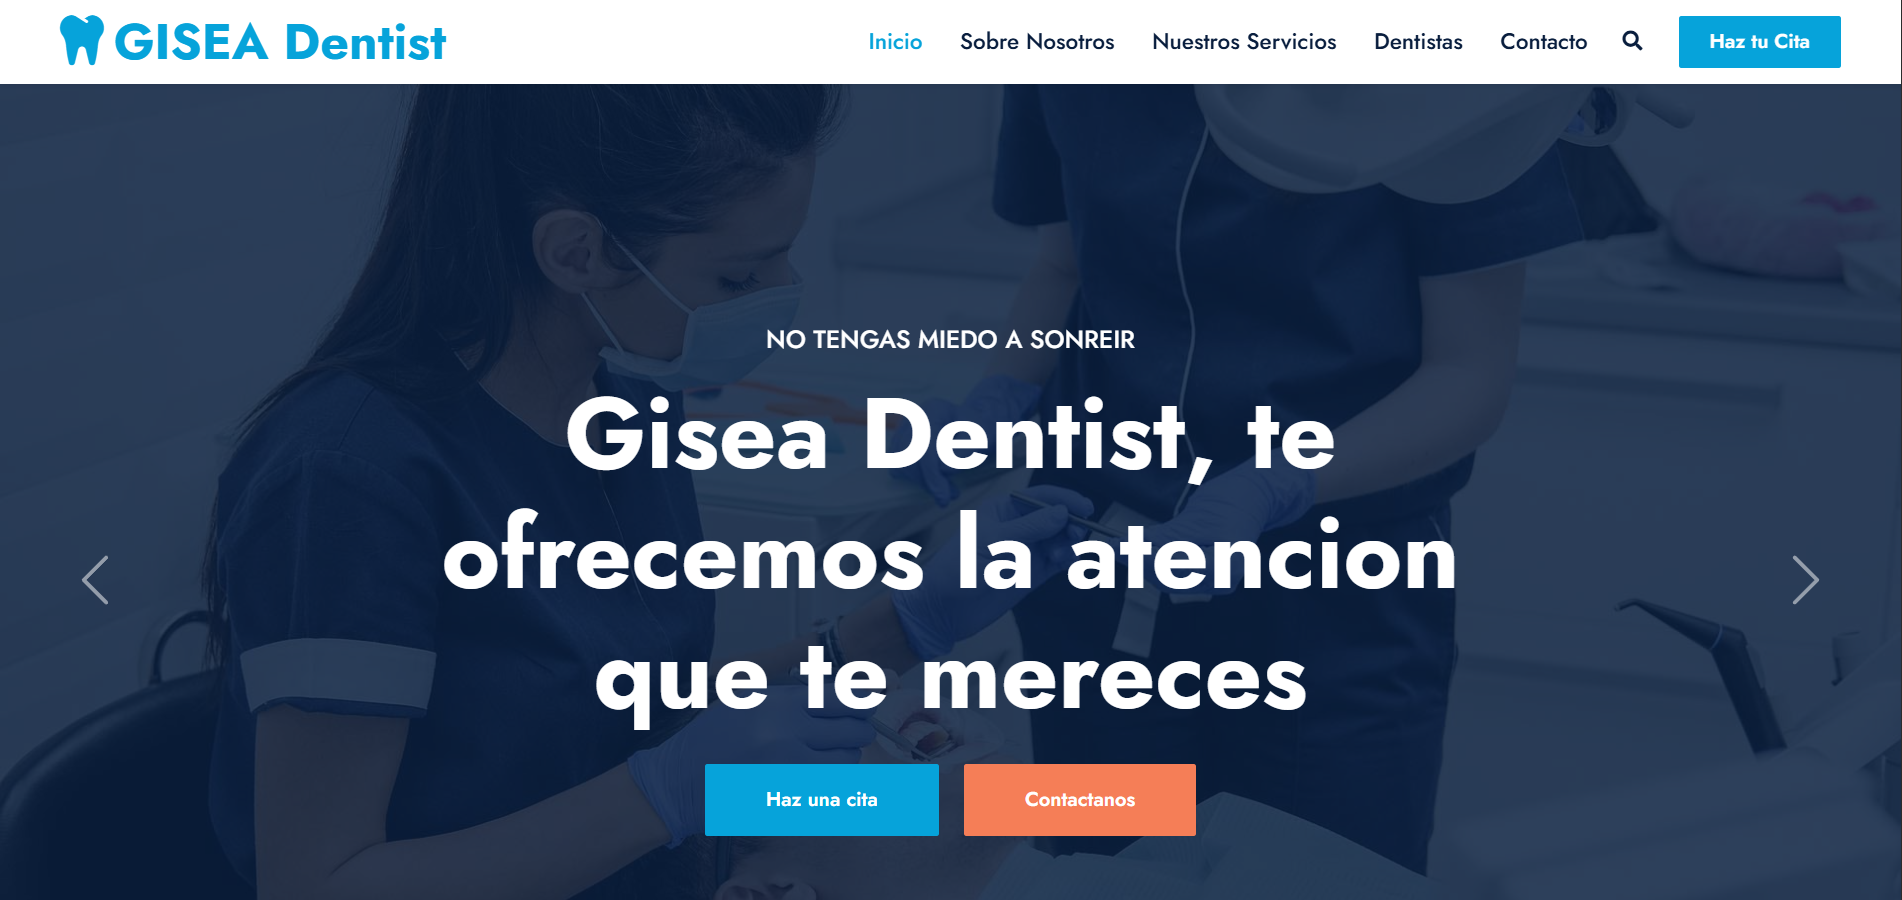 GISEA Dentist
Inicio Sobre Nosotros Nuestros Servicios Dentistas Contacto Haz tu Cita
NO TENGAS MIEDO A SONREIR
Gisea Dentist, te
ofrecemos la atencion
que te mereces
Haz una cita Contactanos